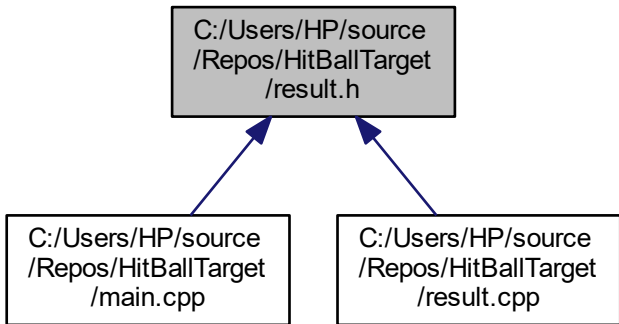 C:/Users/HP/source
/Repos/HitBallTarget
/result.h
C:/Users/HP/source
/Repos/HitBallTarget
/main.cpp
C:/Users/HP/source
/Repos/HitBallTarget
/result.cpp